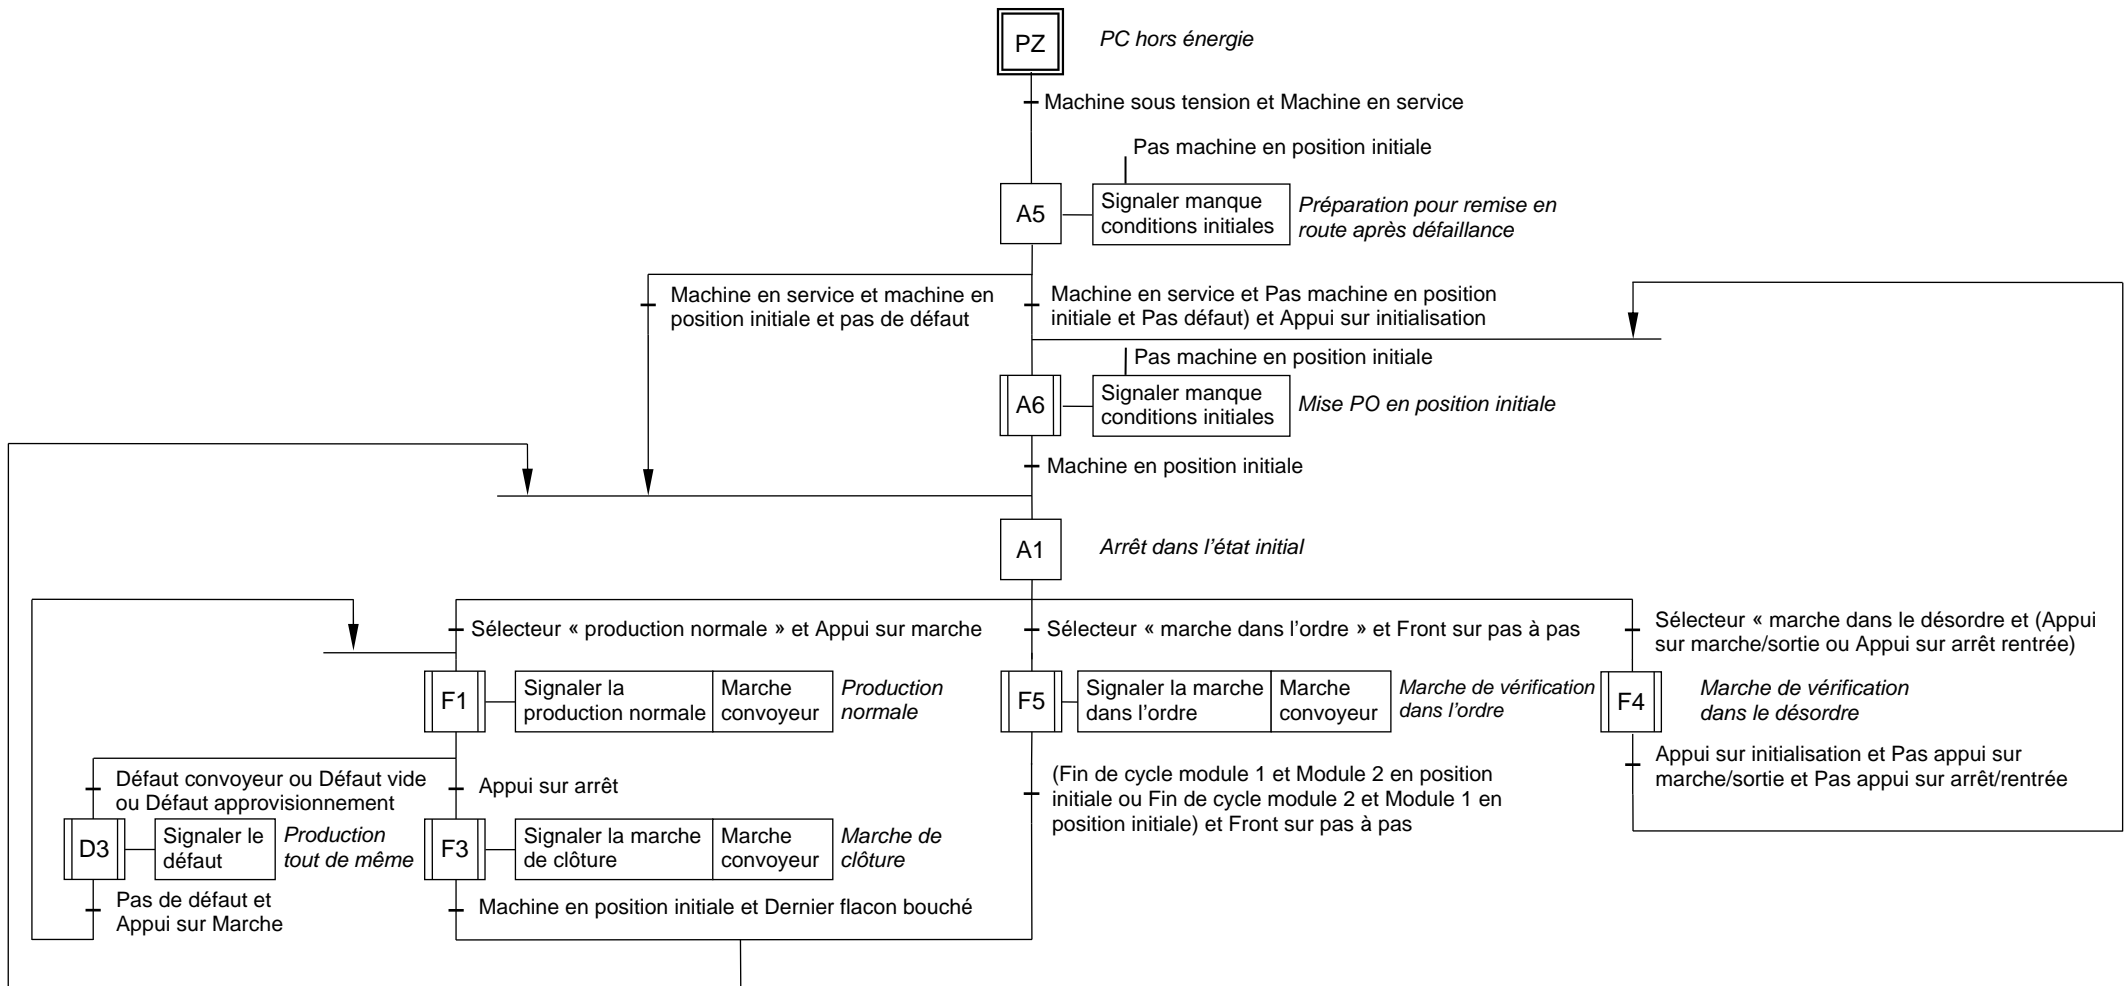 PZ
PC hors énergie
Machine sous tension et Machine en service
Pas machine en position initiale
A5
Signaler manque
conditions initiales
Préparation pour remise en
route après défaillance
Machine en service et machine en
position initiale et pas de défaut
Machine en service et Pas machine en position
initiale et Pas défaut) et Appui sur initialisation
Pas machine en position initiale
A6
Signaler manque
conditions initiales
Mise PO en position initiale
Machine en position initiale
A1
Arrêt dans l'état initial
Sélecteur « production normale » et Appui sur marche
Sélecteur « marche dans l'ordre » et Front sur pas à pas
Sélecteur « marche dans le désordre et (Appui
sur marche/sortie ou Appui sur arrêt rentrée)
F1
Signaler la
production normale
Marche
convoyeur
Production
normale
F5
Signaler la marche
dans l'ordre
Marche
convoyeur
Marche de vérification
dans l'ordre
F4
Marche de vérification
dans le désordre
Défaut convoyeur ou Défaut vide
ou Défaut approvisionnement
Appui sur arrêt
(Fin de cycle module 1 et Module 2 en position
initiale ou Fin de cycle module 2 et Module 1 en
position initiale) et Front sur pas à pas
Appui sur initialisation et Pas appui sur
marche/sortie et Pas appui sur arrêt/rentrée
D3
Signaler le
défaut
Production
tout de même
F3
Signaler la marche
de clôture
Marche
convoyeur
Marche de
clôture
Pas de défaut et
Appui sur Marche
Machine en position initiale et Dernier flacon bouché